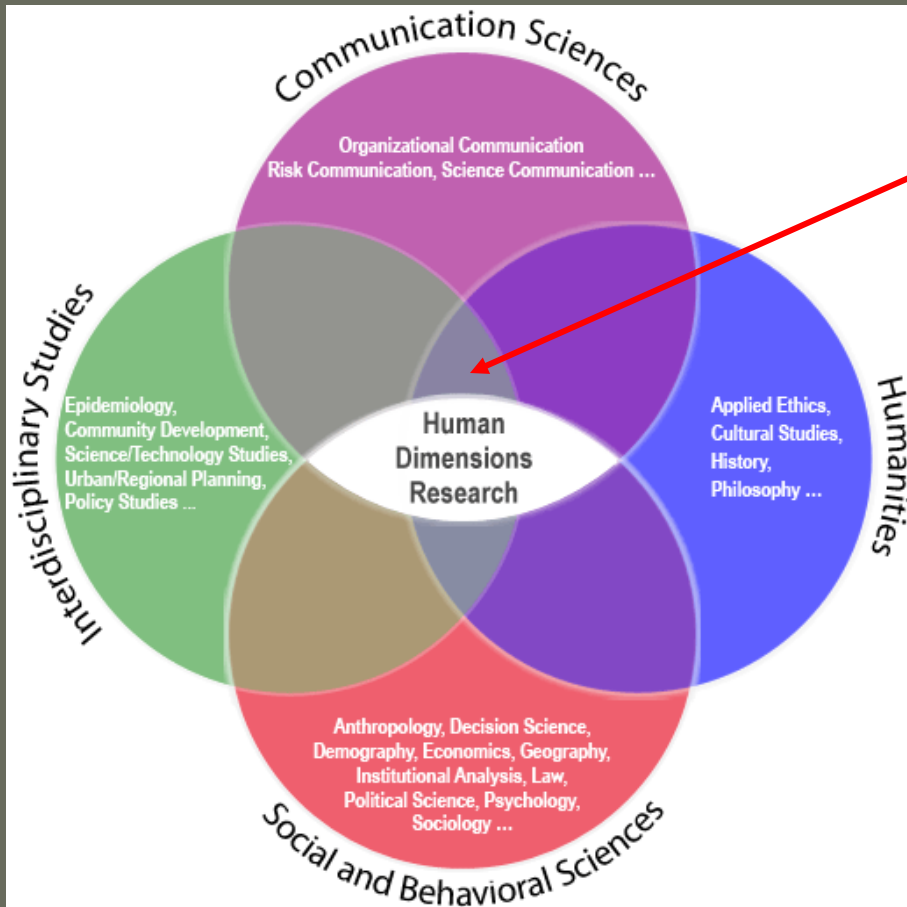 Communication Sciences
Organizational Communication
Risk Communication, Science Communication ...
Interdisciplinary Studies
Epidemiology,
Community Development,
Science/Technology Studies,
Urban/Regional Planning,
Policy Studies ...
Human
Dimensions
Research
Applied Ethics,
Cultural Studies,
History,
Philosophy ...
Humanities
Anthropology, Decision Science,
Demography, Economics, Geography,
Institutional Analysis, Law,
Political Science, Psychology,
Sociology ...
Social and Behavioral Sciences